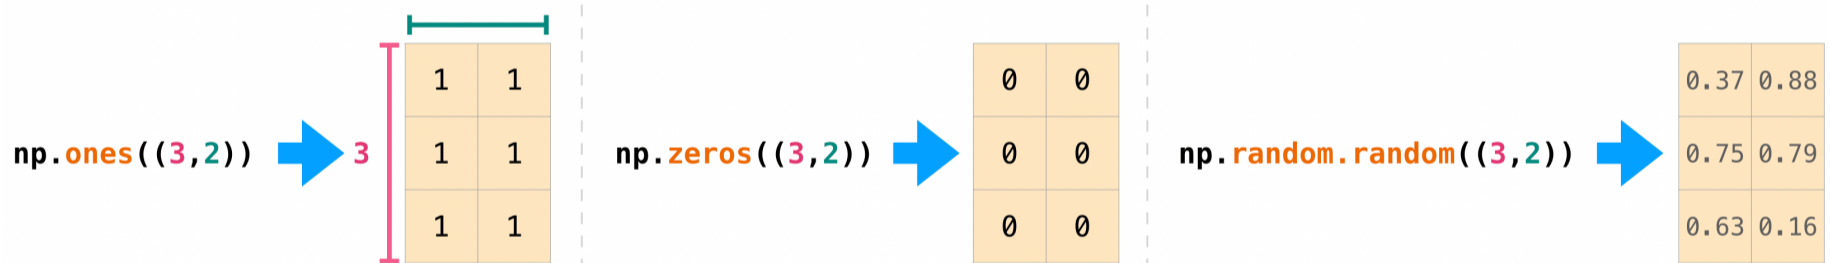 1 1 0 0 0.37 0.88
np.ones((3,2)) 3 1 1 np.zeros((3,2)) 0 0 np.random.random((3,2)) 0.75 0.79
1 1 0 0 0.63 0.16